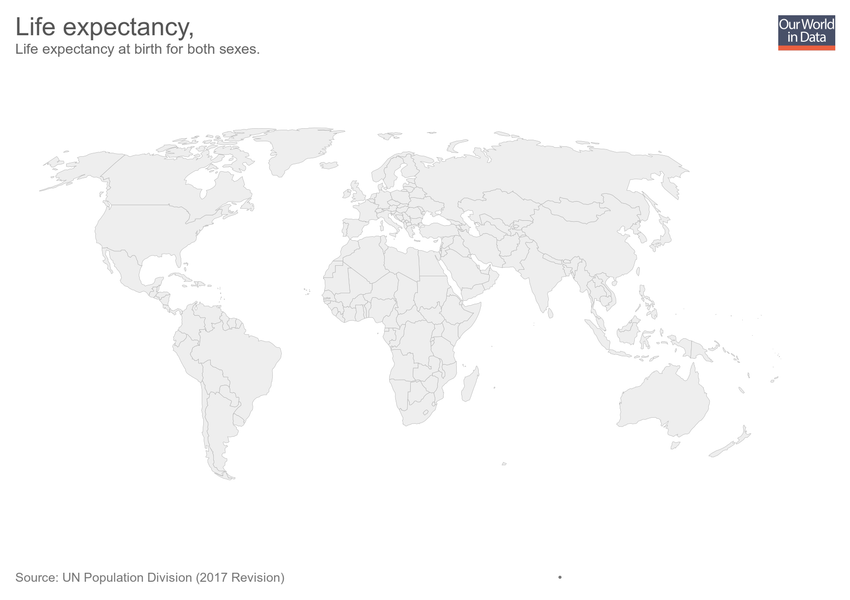 Life expectancy,
Life expectancy at birth for both sexes.
Our World
in Data
Source: UN Population Division (2017 Revision)
•